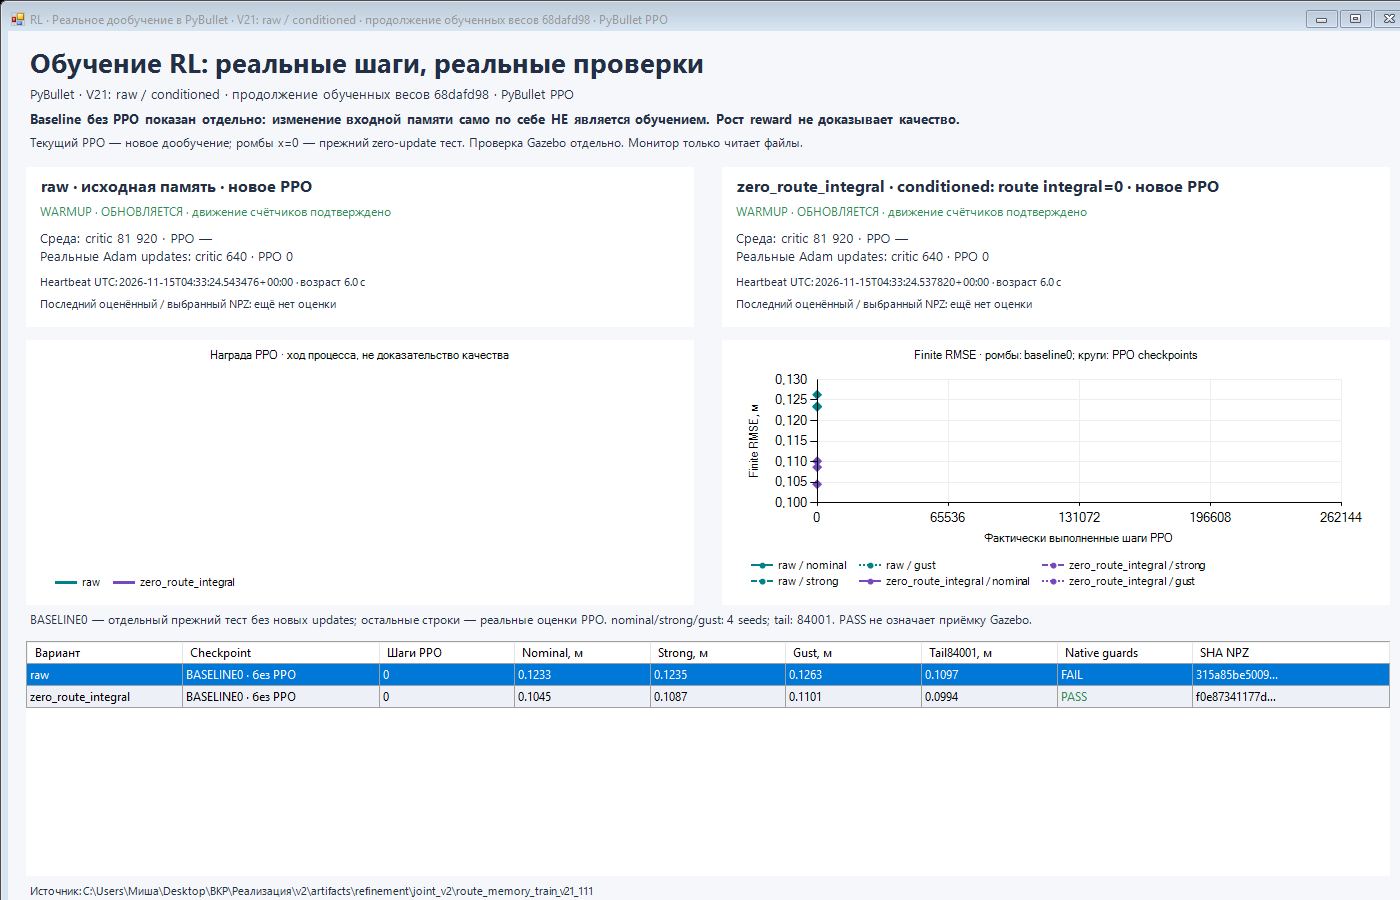 RL · Реальное дообучение в PyBullet · V21: raw / conditioned · продолжение обученных весов 68dafd98 · PyBullet PPO
Обучение RL: реальные шаги, реальные проверки
PyBullet · V21: raw / conditioned · продолжение обученных весов 68dafd98 · PyBullet PPO
Baseline без PPO показан отдельно: изменение входной памяти само по себе НЕ является обучением. Рост reward не доказывает качество.
Текущий PPO — новое дообучение; ромбы x=0 — прежний zero-update тест. Проверка Gazebo отдельно. Монитор только читает файлы.
raw · исходная память · новое PPO
WARMUP · ОБНОВЛЯЕТСЯ · движение счётчиков подтверждено
Среда: critic 81 920 · PPO —
Реальные Adam updates: critic 640 · PPO 0
Heartbeat UTC: 2026-11-15T04:33:24.543476+00:00 · возраст 6.0 с
Последний оценённый / выбранный NPZ: ещё нет оценки
zero_route_integral · conditioned: route integral=0 · новое PPO
WARMUP · ОБНОВЛЯЕТСЯ · движение счётчиков подтверждено
Среда: critic 81 920 · PPO —
Реальные Adam updates: critic 640 · PPO 0
Heartbeat UTC: 2026-11-15T04:33:24.537820+00:00 · возраст 6.0 с
Последний оценённый / выбранный NPZ: ещё нет оценки
Награда PPO · ход процесса, не доказательство качества
raw zero_route_integral
Finite RMSE · ромбы: baseline0; круги: PPO checkpoints
Finite RMSE, м
0,130
0,125
0,120
0,115
0,110
0,105
0,100
0 65536 131072 196608 262144
Фактически выполненные шаги PPO
raw / nominal raw / gust zero_route_integral / strong
raw / strong zero_route_integral / nominal zero_route_integral / gust
BASELINE0 — отдельный прежний тест без новых updates; остальные строки — реальные оценки PPO. nominal/strong/gust: 4 seeds; tail: 84001. PASS не означает приёмку Gazebo.
Вариант Checkpoint Шаги PPO Nominal, м Strong, м Gust, м Tail84001, м Native guards SHA NPZ
raw BASELINE0 · без PPO 0 0.1233 0.1235 0.1263 0.1097 FAIL 315a85be5009...
zero_route_integral BASELINE0 · без PPO 0 0.1045 0.1087 0.1101 0.0994 PASS f0e87341177d...
Источник: C:\Users\Миша\Desktop\ВКР\Реализация\v2\artifacts\refinement\joint_v2\route_memory_train_v21_111